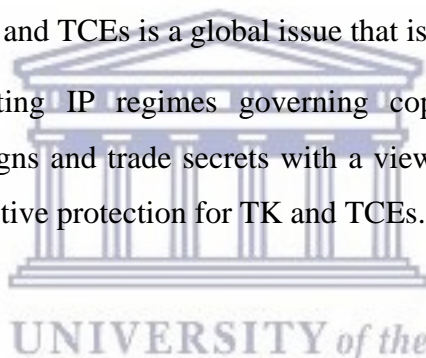 and TCEs is a global issue that is
ting IP regimes governing cop
gns and trade secrets with a view
tive protection for TK and TCEs.
UNIVERSITY of the